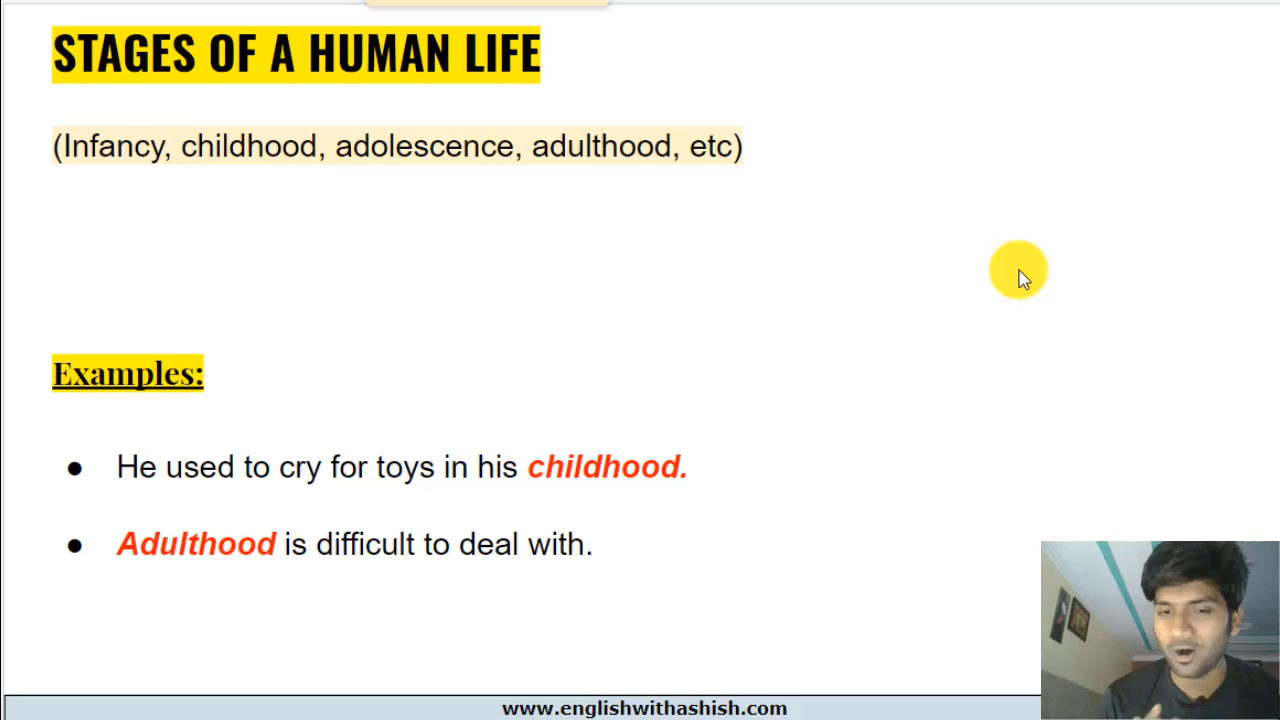 STAGES OF A HUMAN LIFE
(Infancy, childhood, adolescence, adulthood, etc)
Examples:
● He used to cry for toys in his childhood.
● Adulthood is difficult to deal with.
www.englishwithashish.com